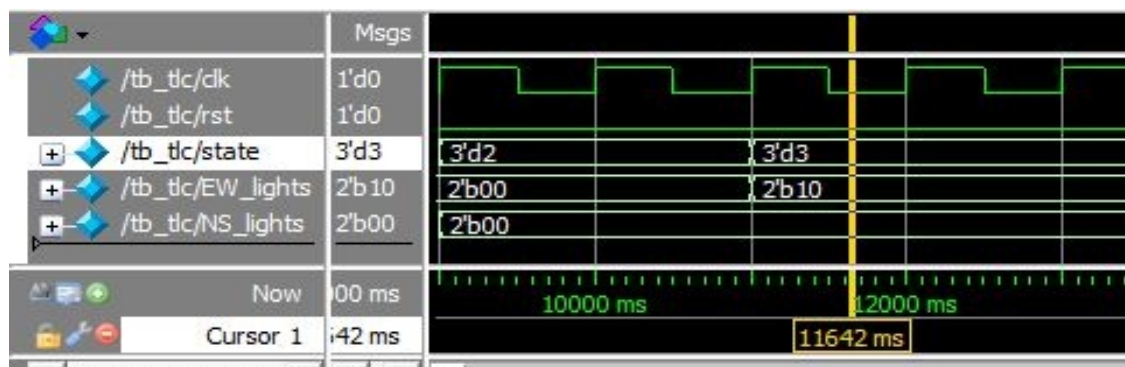 Msgs
/tb_tlc/clk 1'd0
/tb_tlc/rst 1'd0
/tb_tlc/state 3'd3 3'd2 3'd3
/tb_tlc/EW_lights 2'b10 2'b00 2'b10
/tb_tlc/NS_lights 2'b00 2'b00
Now 00 ms 10000 ms 12000 ms
Cursor 1 42 ms 11642 ms